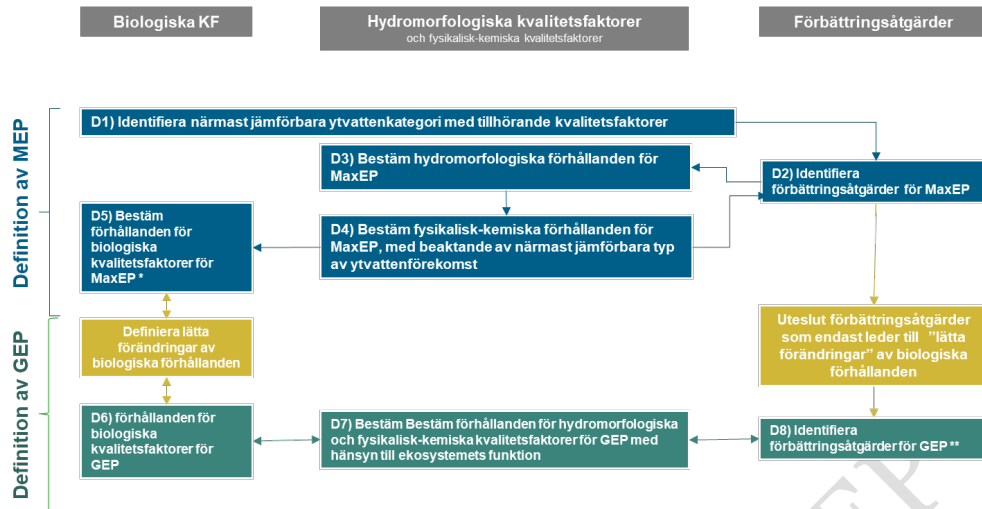 Biologiska KF
Hydromorfologiska kvalitetsfaktorer
och fysikalisk-kemiska kvalitetsfaktorer
Förbättringsåtgärder
Definition av MEP
D1) Identifiera närmast jämförbara ytvattenkategori med tillhörande kvalitetsfaktorer
D3) Bestäm hydromorfologiska förhållanden för
MaxEP
D2) Identifiera
förbättringsåtgärder för MaxEP
D5) Bestäm
förhållanden för
biologiska
kvalitetsfaktorer för
MaxEP *
D4) Bestäm fysikalisk-kemiska förhållanden för
MaxEP, med beaktande av närmast jämförbara typ
av ytvattenförekomst
Definition av GEP
Definiera lätta
förändringar av
biologiska förhållanden
Uteslut förbättringsåtgärder
som endast leder till ”lätta
förändringar” av biologiska
förhållanden
D6) förhållanden för
biologiska
kvalitetsfaktorer för
GEP
D7) Bestäm Bestäm förhållanden för hydromorfologiska
och fysikalisk-kemiska kvalitetsfaktorer för GEP med
hänsyn till ekosystemets funktion
D8) Identifiera
förbättringsåtgärder för GEP **